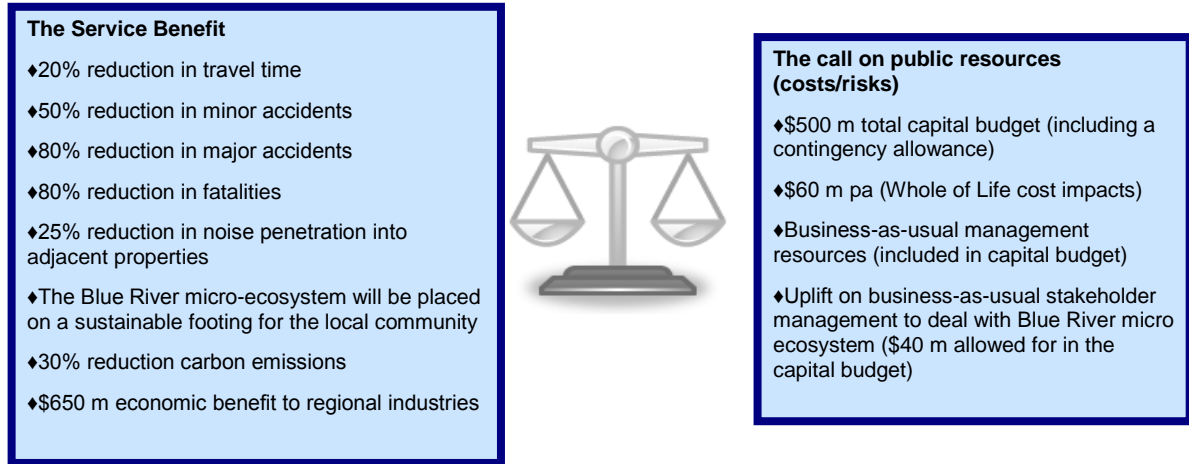 The Service Benefit
♦20% reduction in travel time
♦50% reduction in minor accidents
♦80% reduction in major accidents
♦80% reduction in fatalities
♦25% reduction in noise penetration into
adjacent properties
♦The Blue River micro-ecosystem will be placed
on a sustainable footing for the local community
♦30% reduction carbon emissions
♦$650 m economic benefit to regional industries
The call on public resources
(costs/risks)
♦$500 m total capital budget (including a
contingency allowance)
♦$60 m pa (Whole of Life cost impacts)
♦Business-as-usual management
resources (included in capital budget)
♦Uplift on business-as-usual stakeholder
management to deal with Blue River micro
ecosystem ($40 m allowed for in the
capital budget)